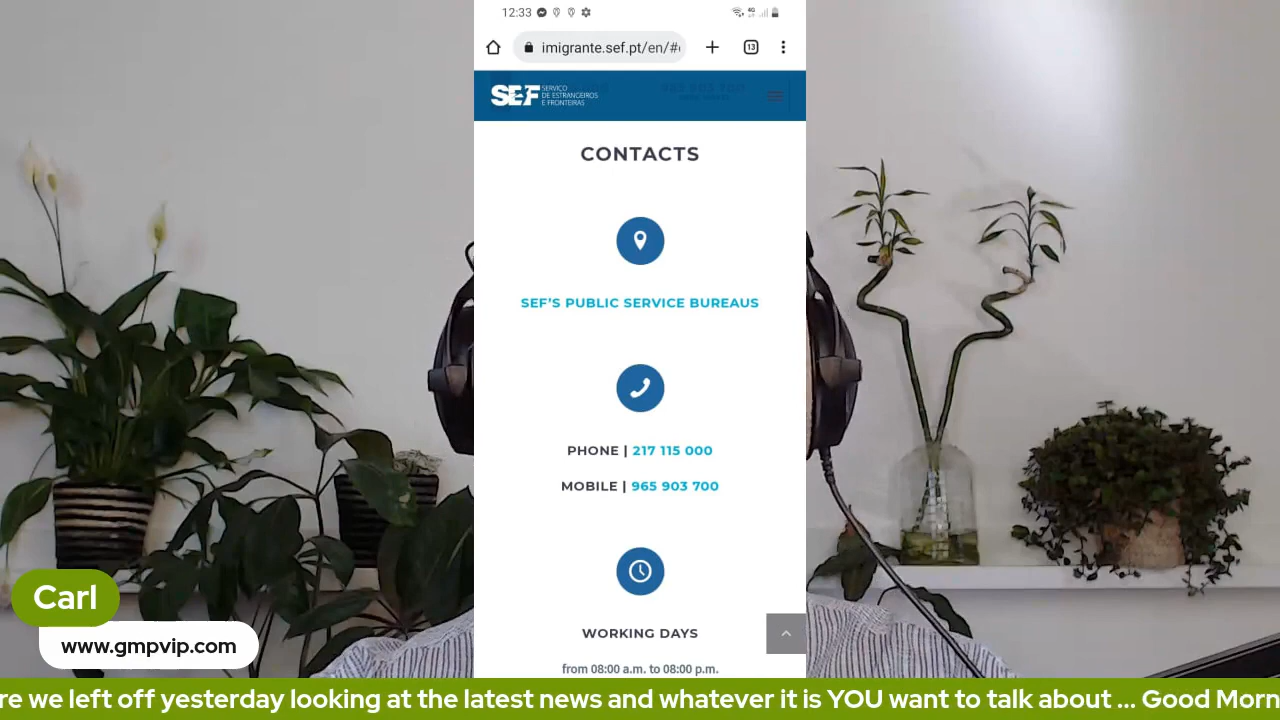 12:33
4G
imigrante.sef.pt/en/#
13
SEF SERVIÇO
DE ESTRANGEIROS
E FRONTEIRAS
CONTACTS
SEF'S PUBLIC SERVICE BUREAUS
PHONE | 217 115 000
MOBILE | 965 903 700
WORKING DAYS
from 08:00 a.m. to 08:00 p.m.
Carl
www.gmpvip.com
re we left off yesterday looking at the latest news and whatever it is YOU want to talk about ... Good Morn